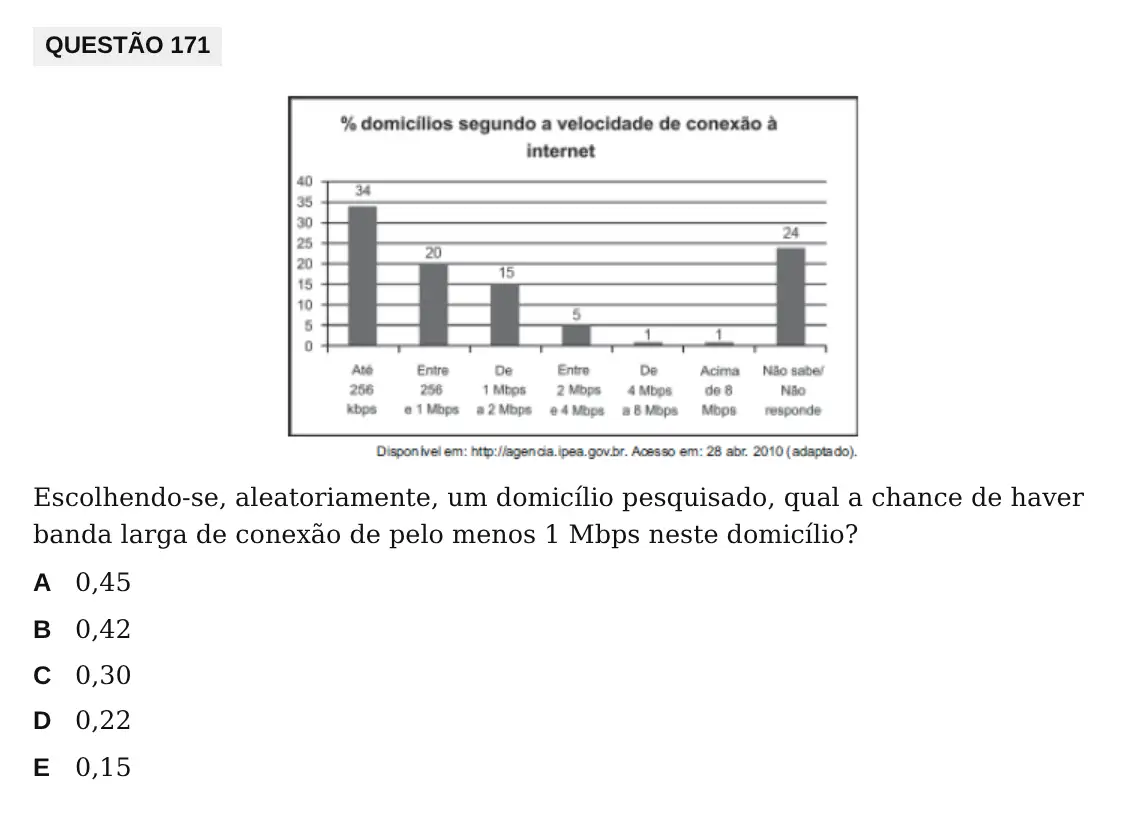 QUESTÃO 171
% domicílios segundo a velocidade de conexão à
internet
40
35
30
25
20
15
10
5
0
34
20
15
5
1
1
24
Até
256
kbps
Entre
256
e 1 Mbps
De
1 Mbps
a 2 Mbps
Entre
2 Mbps
e 4 Mbps
De
4 Mbps
a 8 Mbps
Acima
de 8
Mbps
Não sabe/
Não
responde
Disponível em: http://agencia.ipea.gov.br. Acesso em: 28 abr. 2010 (adaptado).
Escolhendo-se, aleatoriamente, um domicílio pesquisado, qual a chance de haver
banda larga de conexão de pelo menos 1 Mbps neste domicílio?
A 0,45
B 0,42
C 0,30
D 0,22
E 0,15